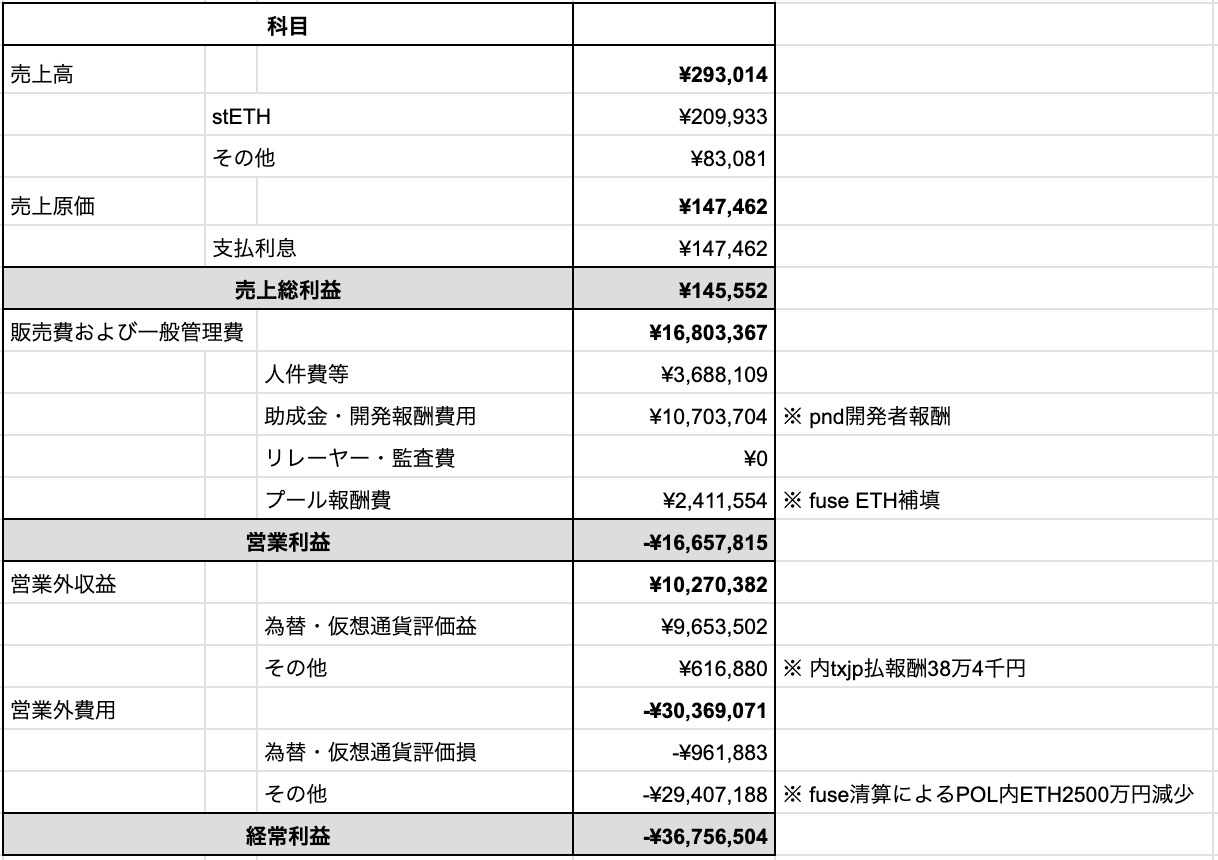 科目
売上高 ¥293,014
stETH ¥209,933
その他 ¥83,081
売上原価 ¥147,462
支払利息 ¥147,462
売上総利益 ¥145,552
販売費および一般管理費 ¥16,803,367
人件費等 ¥3,688,109
助成金・開発報酬費用 ¥10,703,704 ※ pnd開発者報酬
リレーヤー・監査費 ¥0
プール報酬費 ¥2,411,554 ※ fuse ETH補填
営業利益 -¥16,657,815
営業外収益 ¥10,270,382
為替・仮想通貨評価益 ¥9,653,502
その他 ¥616,880 ※ 内txjp払報酬38万4千円
営業外費用 -¥30,369,071
為替・仮想通貨評価損 -¥961,883
その他 -¥29,407,188 ※ fuse清算によるPOL内ETH2500万円減少
経常利益 -¥36,756,504